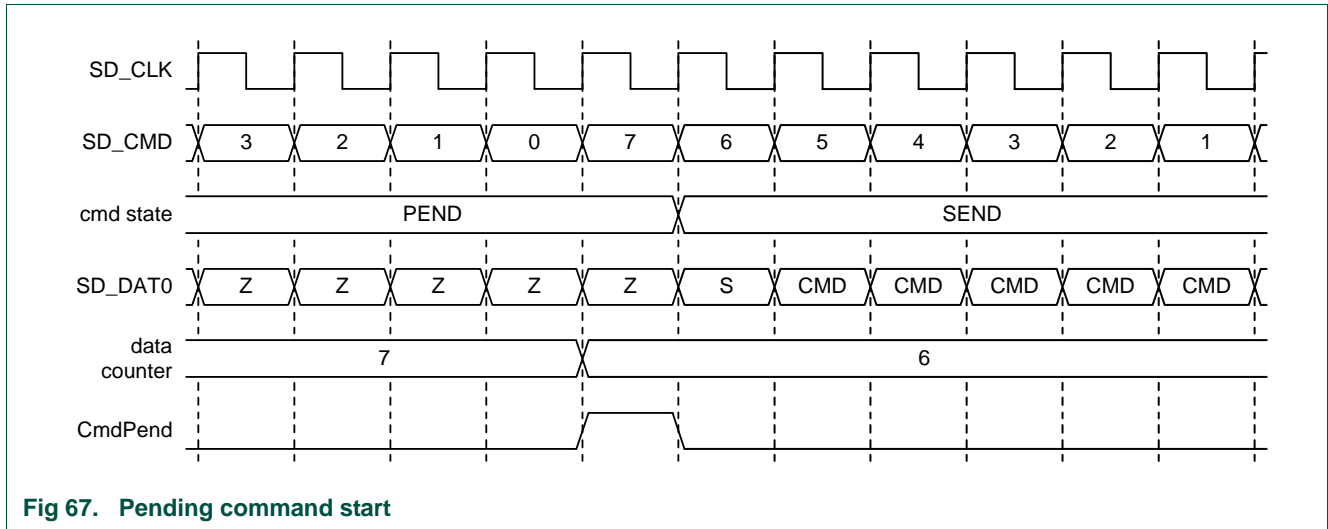 SD_CLK
SD_CMD 3 2 1 0 7 6 5 4 3 2 1
cmd state PEND SEND
SD_DAT0 Z Z Z Z Z S CMD CMD CMD CMD CMD
data
counter 7 6
CmdPend
Fig 67. Pending command start